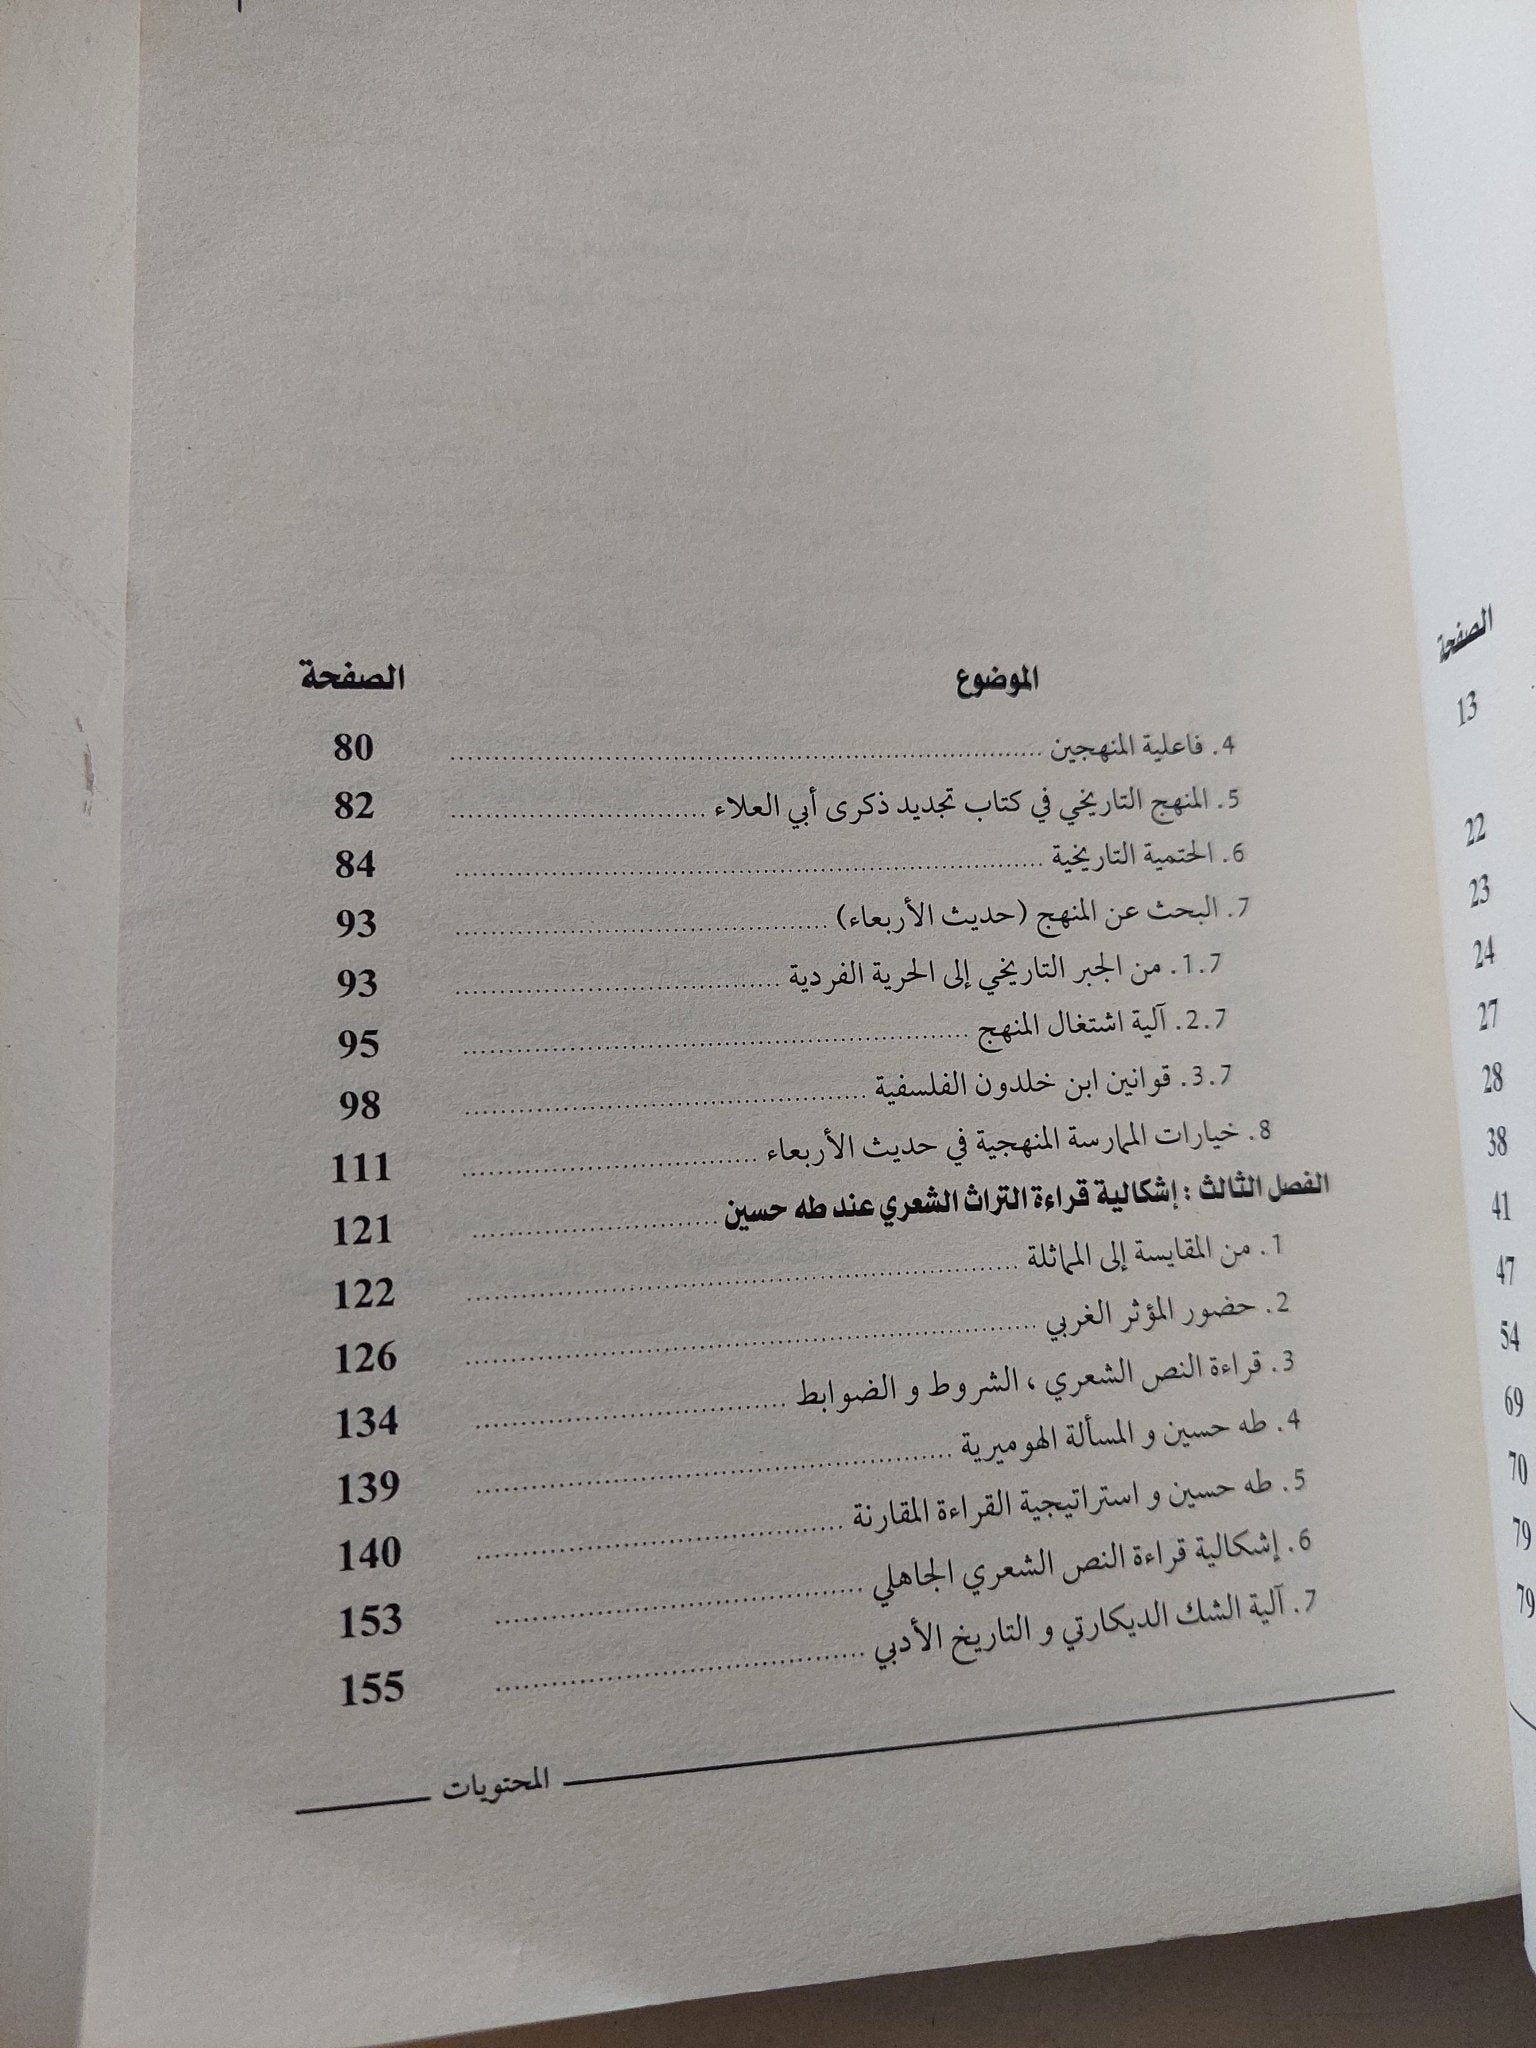 الصفحة
13
22
23
24
27
28
38
41
47
54
69
70
79
79
الموضوع الصفحة
4. فاعلية المنهجين 80
5. المنهج التاريخي في كتاب تجديد ذكرى أبي العلاء 82
6. الحتمية التاريخية 84
7. البحث عن المنهج (حديث الأربعاء) 93
1.7. من الجبر التاريخي إلى الحرية الفردية 93
2.7. آلية اشتغال المنهج 95
3.7. قوانين ابن خلدون الفلسفية 98
8. خيارات الممارسة المنهجية في حديث الأربعاء 111
الفصل الثالث : إشكالية قراءة التراث الشعري عند طه حسين 121
1. من المقايسة إلى المماثلة 122
2. حضور المؤثر الغربي 126
3. قراءة النص الشعري ، الشروط و الضوابط 134
4. طه حسين و المسألة الهوميرية 139
5. طه حسين و استراتيجية القراءة المقارنة 140
6. إشكالية قراءة النص الشعري الجاهلي 153
7. آلية الشك الديكارتي و التاريخ الأدبي 155
المحتويات